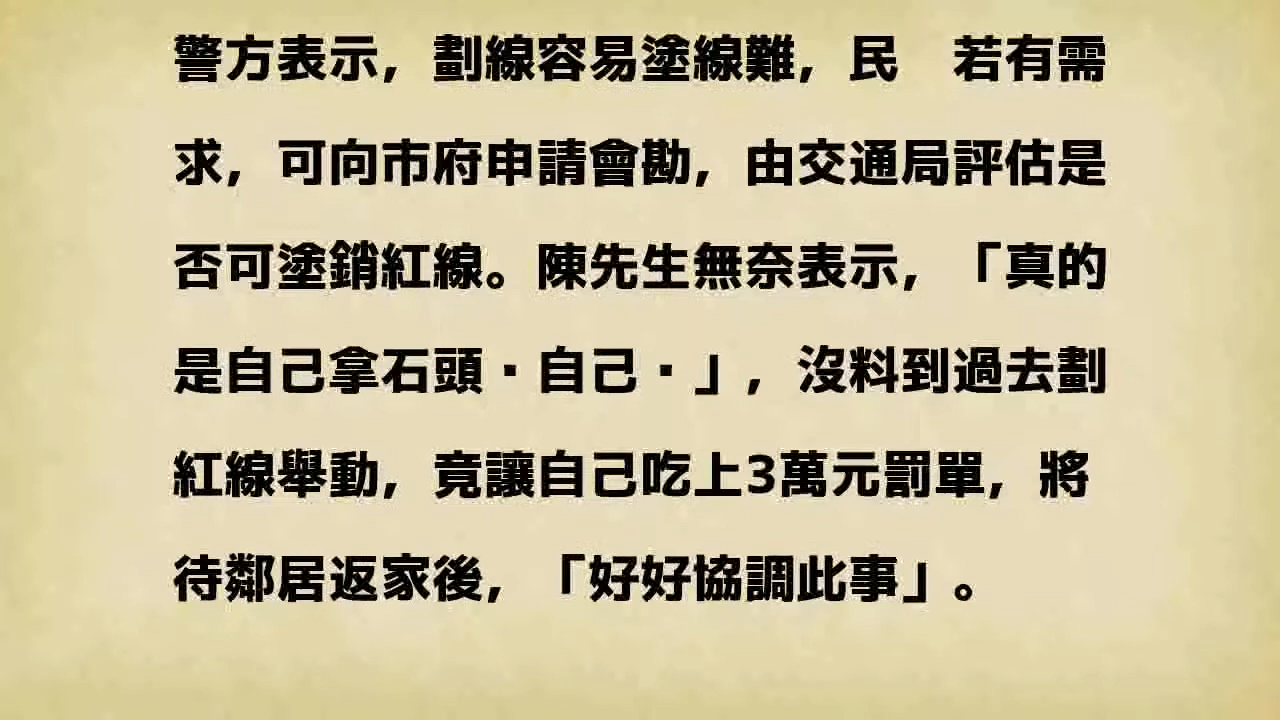 警方表示，劃線容易塗線難，民　若有需
求，可向市府申請會勘，由交通局評估是
否可塗銷紅線。陳先生無奈表示，「真的
是自己拿石頭·自己·」，沒料到過去劃
紅線舉動，竟讓自己吃上3萬元罰單，將
待鄰居返家後，「好好協調此事」。